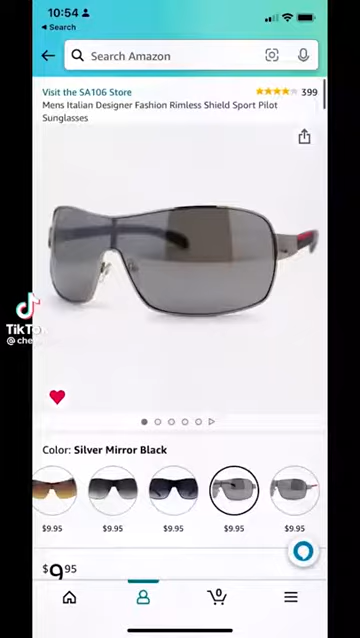 10:54
Search
Search Amazon
Visit the SA106 Store
399
Mens Italian Designer Fashion Rimless Shield Sport Pilot
Sunglasses
TikTok
Color: Silver Mirror Black
$9.95
$9.95
$9.95
$9.95
$9.95
$9.95
0